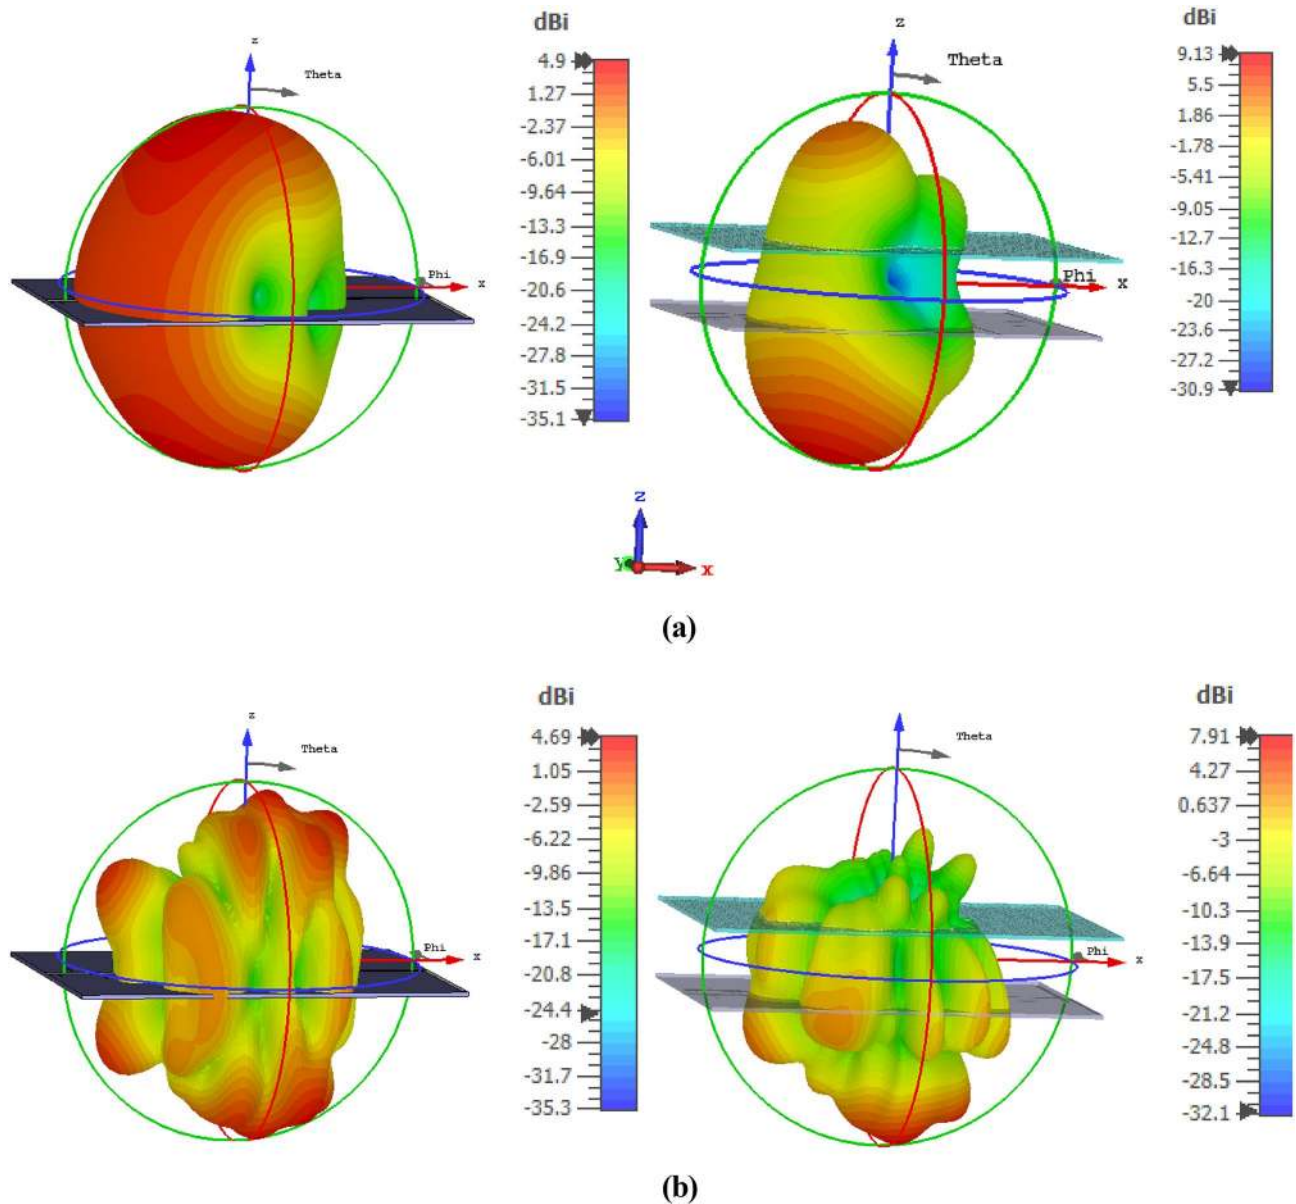 dBi
4.9
1.27
-2.37
-6.01
-9.64
-13.3
-16.9
-20.6
-24.2
-27.8
-31.5
-35.1
z
Theta
Phi
x
dBi
9.13
5.5
1.86
-1.78
-5.41
-9.05
-12.7
-16.3
-20
-23.6
-27.2
-30.9
z
Theta
Phi
x
z
y
x
(a)
dBi
4.69
1.05
-2.59
-6.22
-9.86
-13.5
-17.1
-20.8
-24.4
-28
-31.7
-35.3
z
Theta
Phi
x
dBi
7.91
4.27
0.637
-3
-6.64
-10.3
-13.9
-17.5
-21.2
-24.8
-28.5
-32.1
Theta
Phi
x
(b)